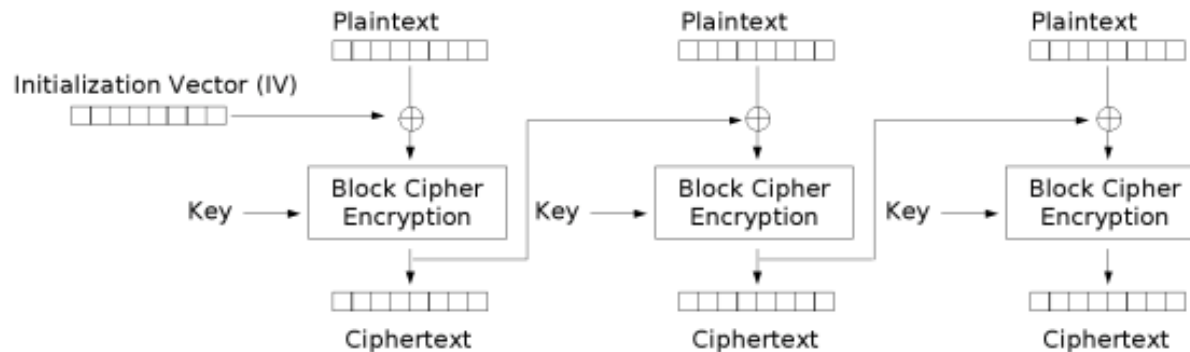 Plaintext
Plaintext
Plaintext
Initialization Vector (IV)
Block Cipher
Encryption
Block Cipher
Encryption
Block Cipher
Encryption
Key
Key
Key
Ciphertext
Ciphertext
Ciphertext